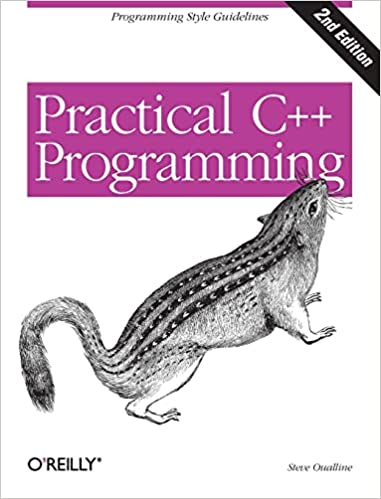 Programming Style Guidelines
2nd Edition
Practical C++
Programming
O'REILLY®
Steve Oualline